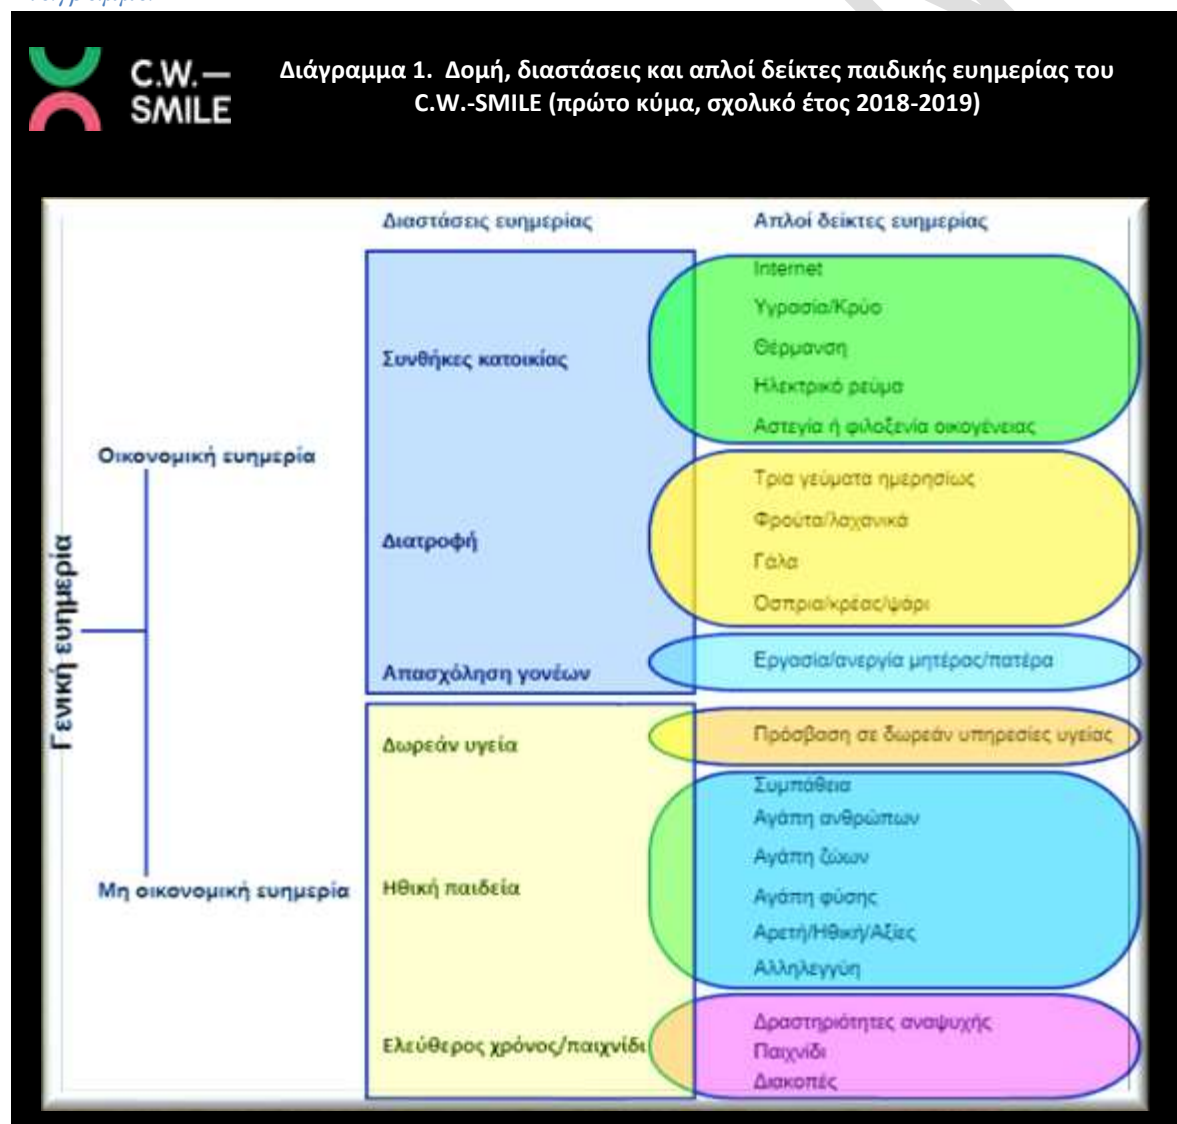 C.W.—
SMILE
Διάγραμμα 1. Δομή, διαστάσεις και απλοί δείκτες παιδικής ευημερίας του
C.W.-SMILE (πρώτο κύμα, σχολικό έτος 2018-2019)
Διαστάσεις ευημερίας
Απλοί δείκτες ευημερίας
Γενική ευημερία
Οικονομική ευημερία
Συνθήκες κατοικίας
Internet
Υγρασία/Κρύο
Θέρμανση
Ηλεκτρικό ρεύμα
Αστεγία ή φιλοξενία οικογένειας
Διατροφή
Τρια γεύματα ημερησίως
Φρούτα/λαχανικά
Γάλα
Όσπρια/κρέας/ψάρι
Απασχόληση γονέων
Εργασία/ανεργία μητέρας/πατέρα
Μη οικονομική ευημερία
Δωρεάν υγεία
Πρόσβαση σε δωρεάν υπηρεσίες υγείας
Ηθική παιδεία
Συμπάθεια
Αγάπη ανθρώπων
Αγάπη ζώων
Αγάπη φύσης
Αρετή/Ηθική/Αξίες
Αλληλεγγύη
Ελεύθερος χρόνος/παιχνίδι
Δραστηριότητες αναψυχής
Παιχνίδι
Διακοπές